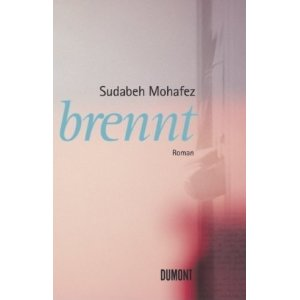 Sudabeh Mohafez
brennt
Roman
DUMONT